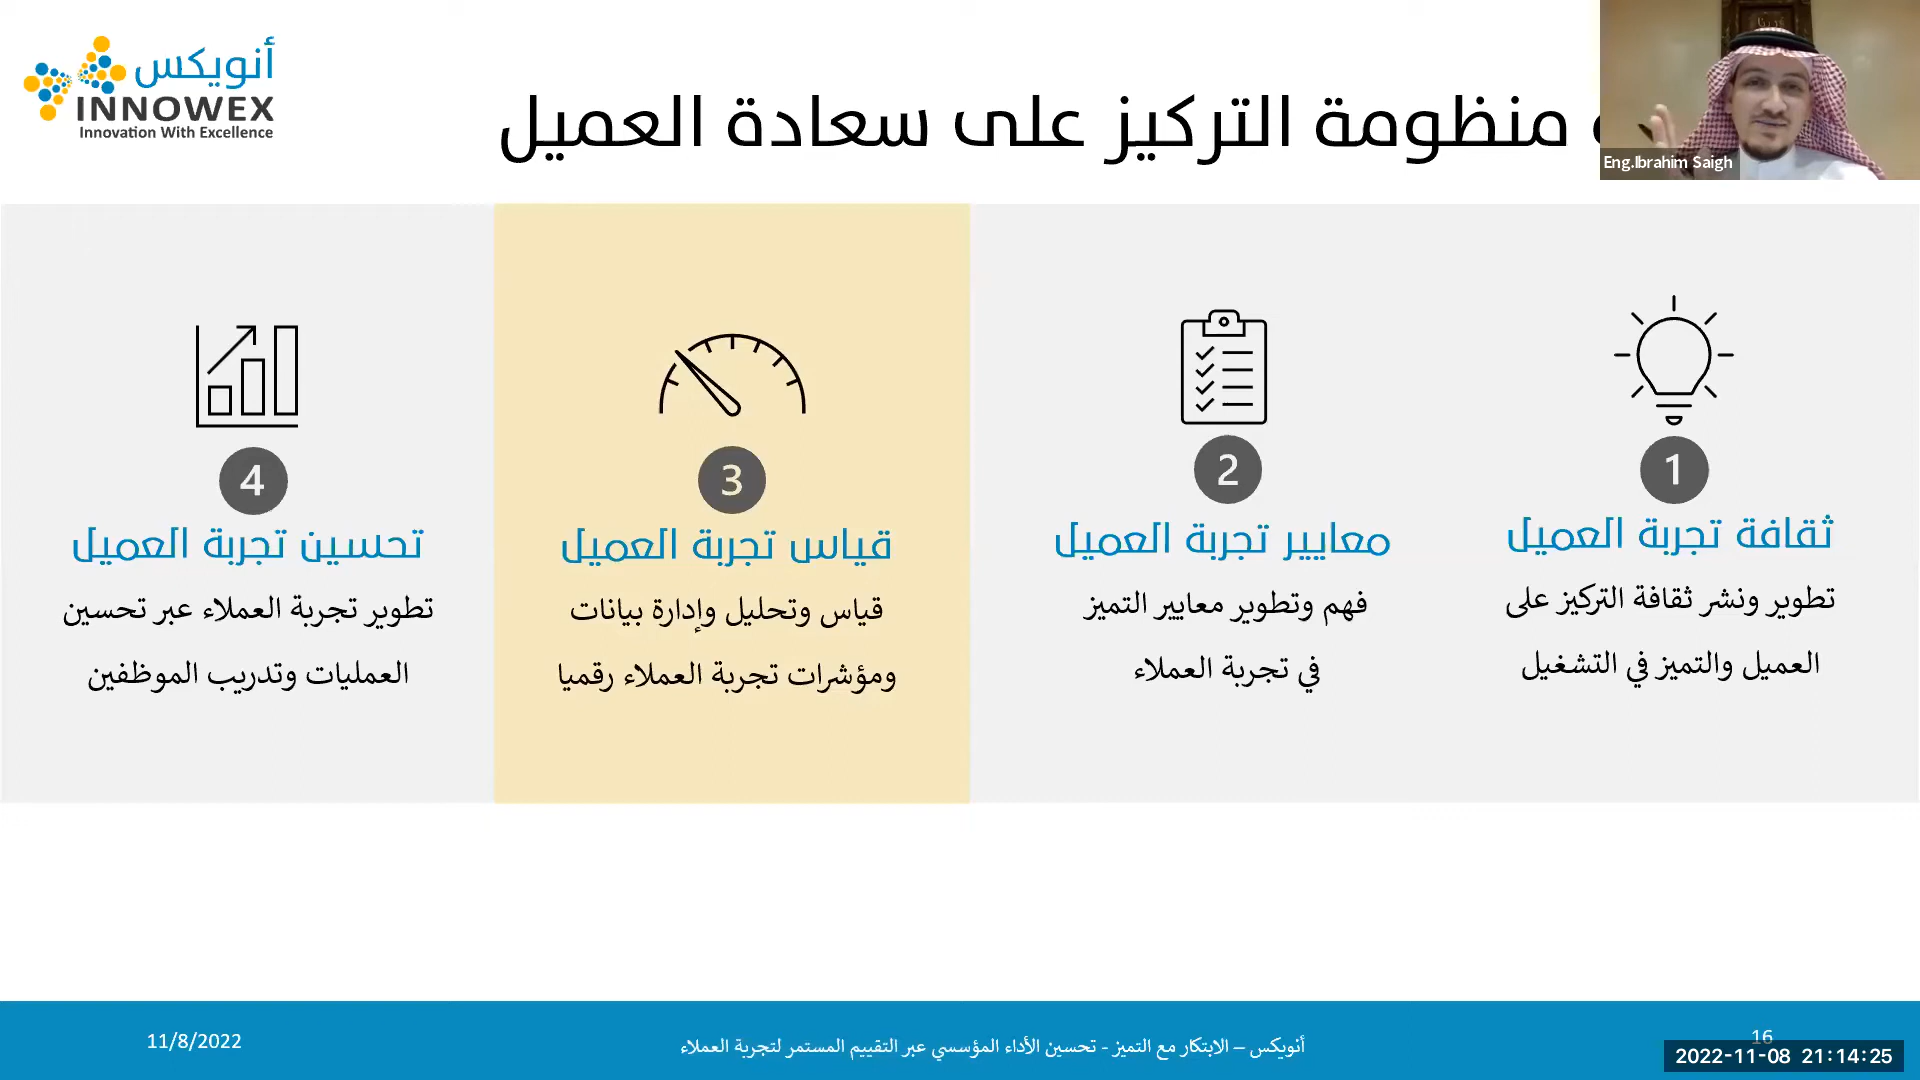 أنويكس
INNOWEX
Innovation With Excellence
منظومة التركيز على سعادة العميل
Eng.Ibrahim Saigh
1
ثقافة تجربة العميل
تطوير ونشر ثقافة التركيز على
العميل والتميز في التشغيل
2
معايير تجربة العميل
فهم وتطوير معايير التميز
في تجربة العملاء
3
قياس تجربة العميل
قياس وتحليل وإدارة بيانات
ومؤشرات تجربة العملاء رقميا
4
تحسين تجربة العميل
تطوير تجربة العملاء عبر تحسين
العمليات وتدريب الموظفين
16
أنويكس – الابتكار مع التميز - تحسين الأداء المؤسسي عبر التقييم المستمر لتجربة العملاء
11/8/2022
2022-11-08 21:14:25